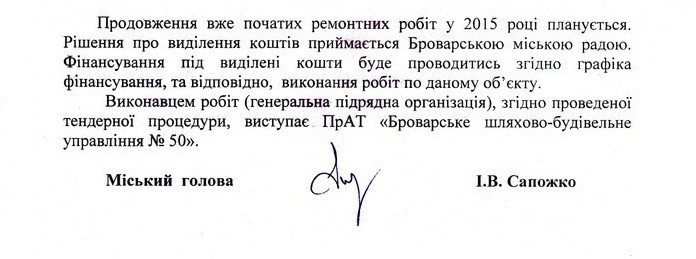 Продовження вже початих ремонтних робіт у 2015 році планується.
Рішення про виділення коштів приймається Броварською міською радою.
Фінансування під виділені кошти буде проводитись згідно графіка
фінансування, та відповідно, виконання робіт по даному об’єкту.
Виконавцем робіт (генеральна підрядна організація), згідно проведеної
тендерної процедури, виступає ПрАТ «Броварське шляхово-будівельне
управління № 50».
Міський голова І.В. Сапожко